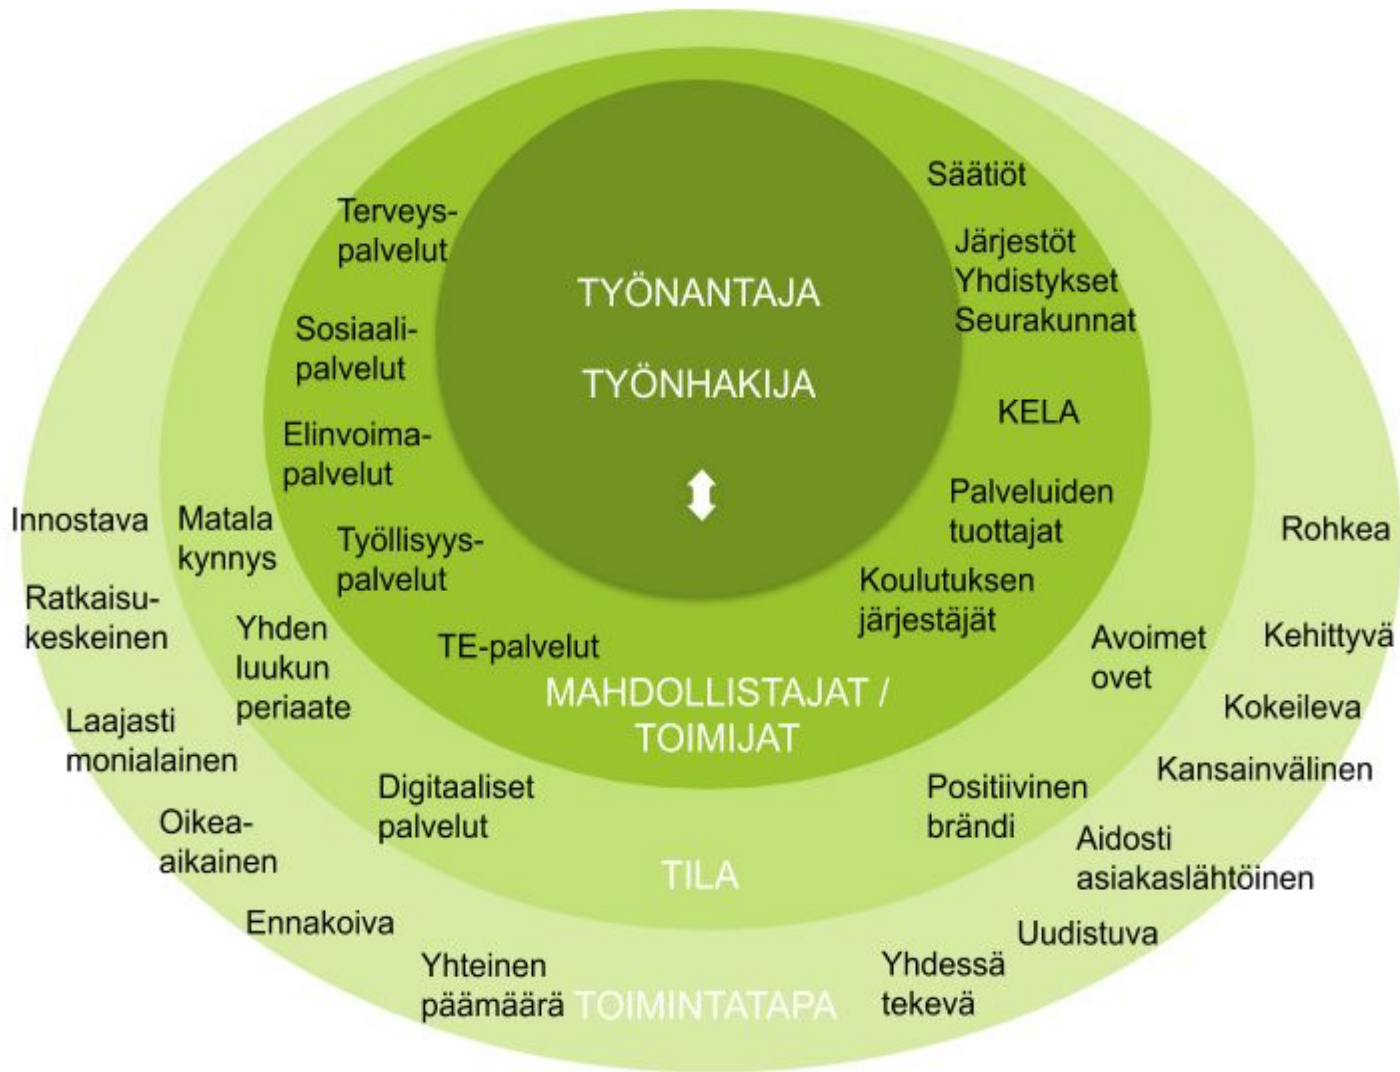 TYÖNANTAJA
TYÖNHAKIJA
Terveys-
palvelut
Sosiaali-
palvelut
Elinvoima-
palvelut
Työllisyys-
palvelut
TE-palvelut
Säätiöt
Järjestöt
Yhdistykset
Seurakunnat
KELA
Palveluiden
tuottajat
Koulutuksen
järjestäjät
MAHDOLLISTAJAT /
TOIMIJAT
Matala
kynnys
Yhden
luukun
periaate
Digitaaliset
palvelut
Avoimet
ovet
Positiivinen
brändi
TILA
Innostava
Ratkaisu-
keskeinen
Laajasti
monialainen
Oikea-
aikainen
Ennakoiva
Yhteinen
päämäärä
Rohkea
Kehittyvä
Kokeileva
Kansainvälinen
Aidosti
asiakaslähtöinen
Uudistuva
Yhdessä
tekevä
TOIMINTATAPA